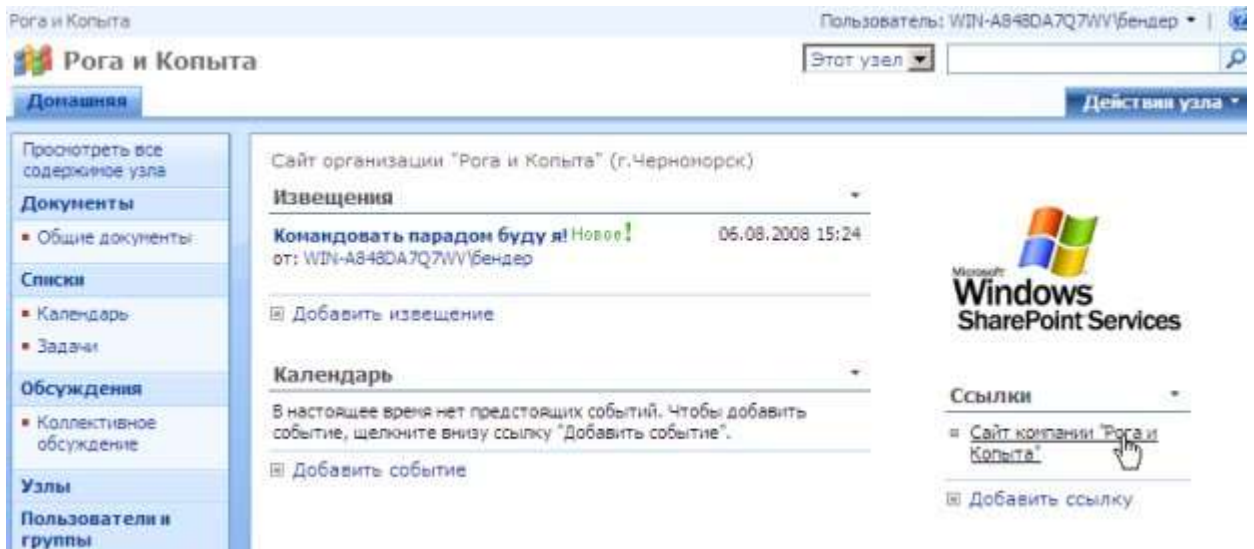 Рога и Копыта
Пользователь: WIN-A848DA7Q7WV\бендер
Рога и Копыта
Этот узел
Домашняя
Действия узла
Просмотреть все
содержимое узла
Документы
Общие документы
Списки
Календарь
Задачи
Обсуждения
Коллективное
обсуждение
Узлы
Пользователи и
группы
Сайт организации "Рога и Копыта" (г.Черноморск)
Извещения
Командовать парадом буду я! Новое! 06.08.2008 15:24
от: WIN-A848DA7Q7WV\бендер
Добавить извещение
Календарь
В настоящее время нет предстоящих событий. Чтобы добавить
событие, щелкните внизу ссылку "Добавить событие".
Добавить событие
Microsoft
Windows
SharePoint Services
Ссылки
Сайт компании "Рога и
Копыта"
Добавить ссылку